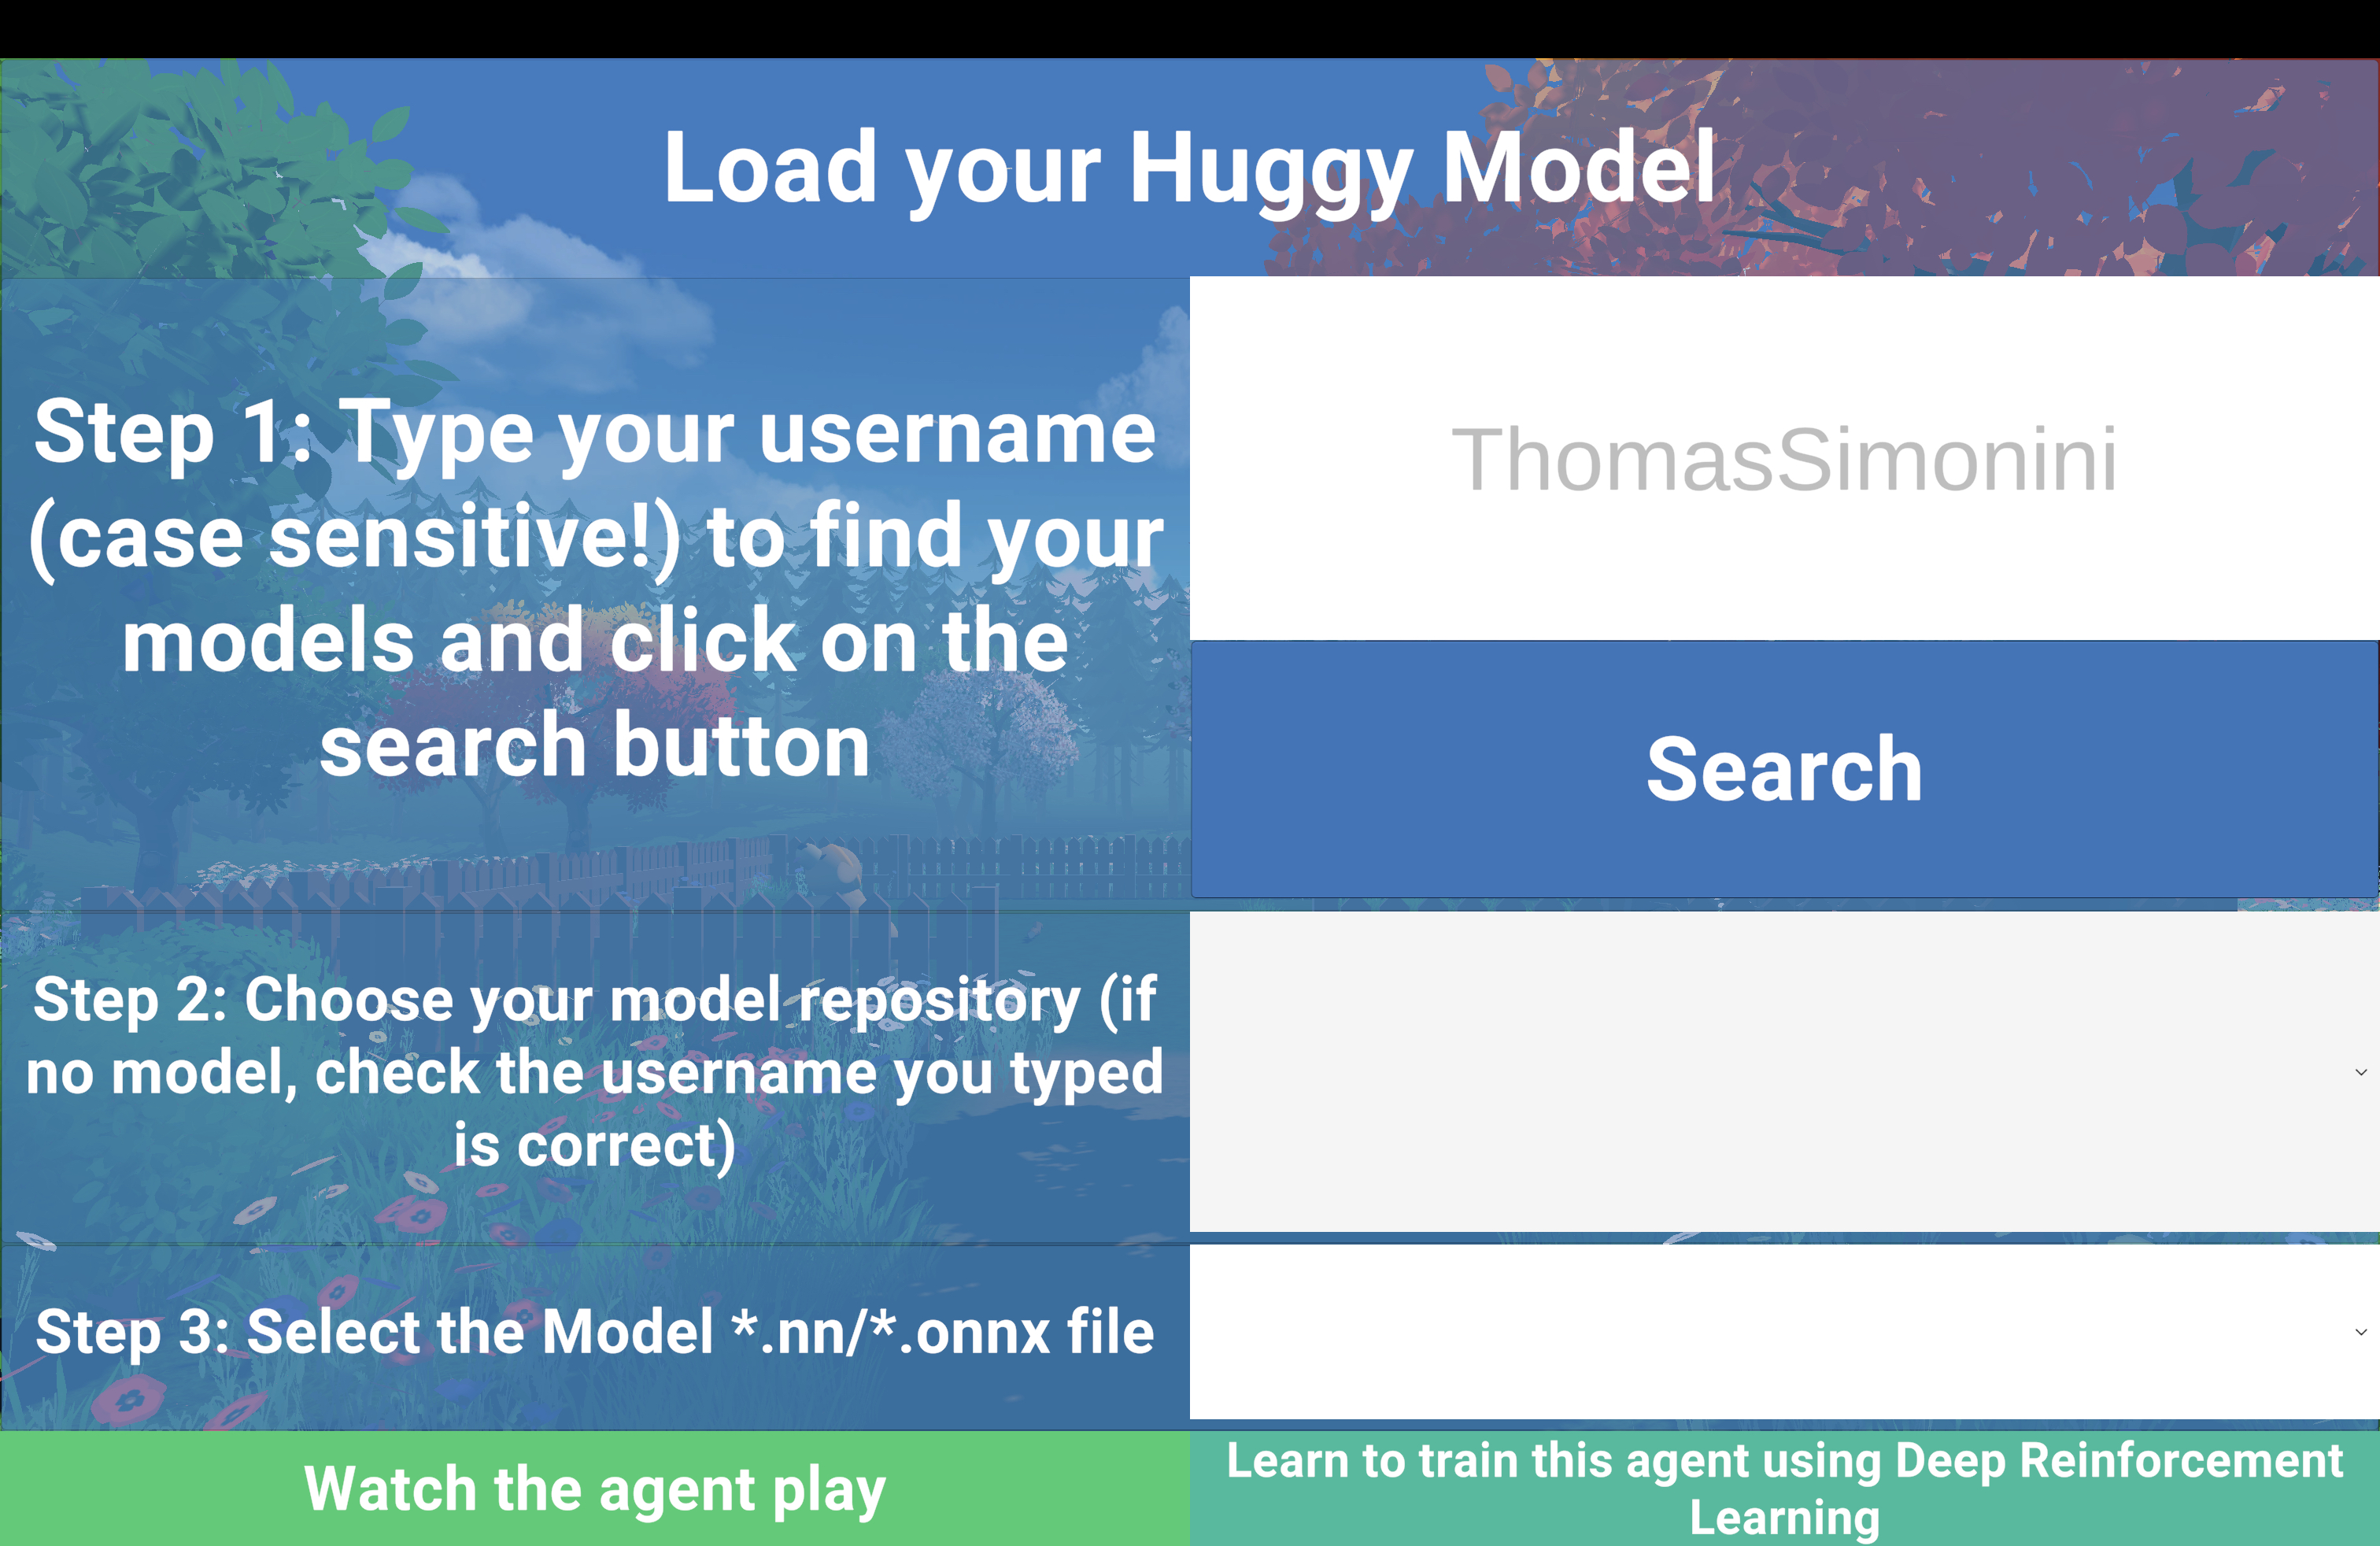 Load your Huggy Model
Step 1: Type your username
(case sensitive!) to find your
models and click on the
search button
ThomasSimonini
Search
Step 2: Choose your model repository (if
no model, check the username you typed
is correct)
Step 3: Select the Model *.nn/*.onnx file
Watch the agent play
Learn to train this agent using Deep Reinforcement
Learning